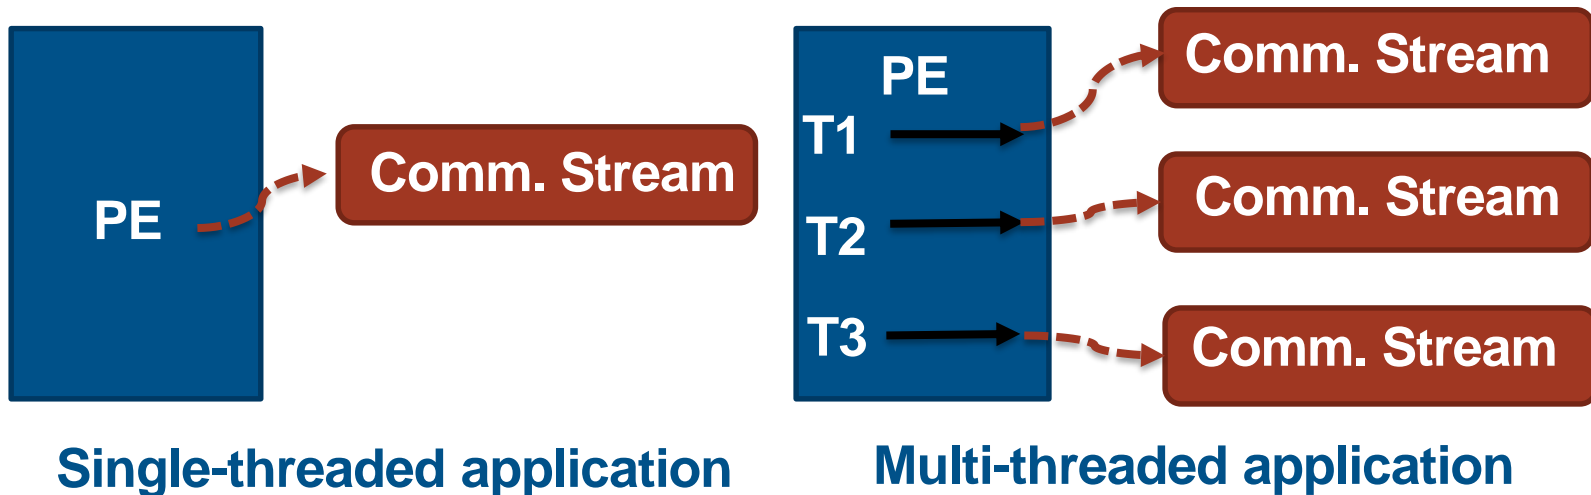 PE
Comm. Stream
Single-threaded application
PE
T1
T2
T3
Comm. Stream
Comm. Stream
Comm. Stream
Multi-threaded application